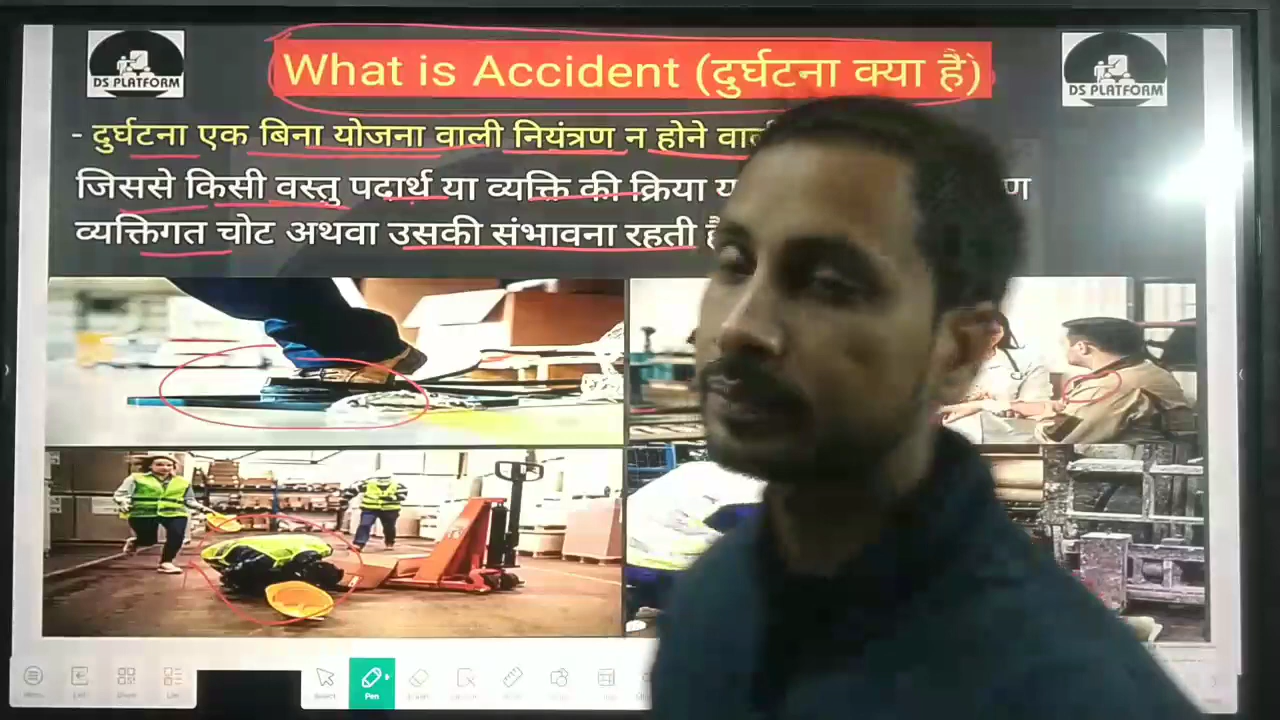 DS PLATFORM
What is Accident (दुर्घटना क्या है)
DS PLATFORM
- दुर्घटना एक बिना योजना वाली नियंत्रण न होने
जिससे किसी वस्तु पदार्थ या व्यक्ति की क्रिया
व्यक्तिगत चोट अथवा उसकी संभावना रहती
Select
Pen